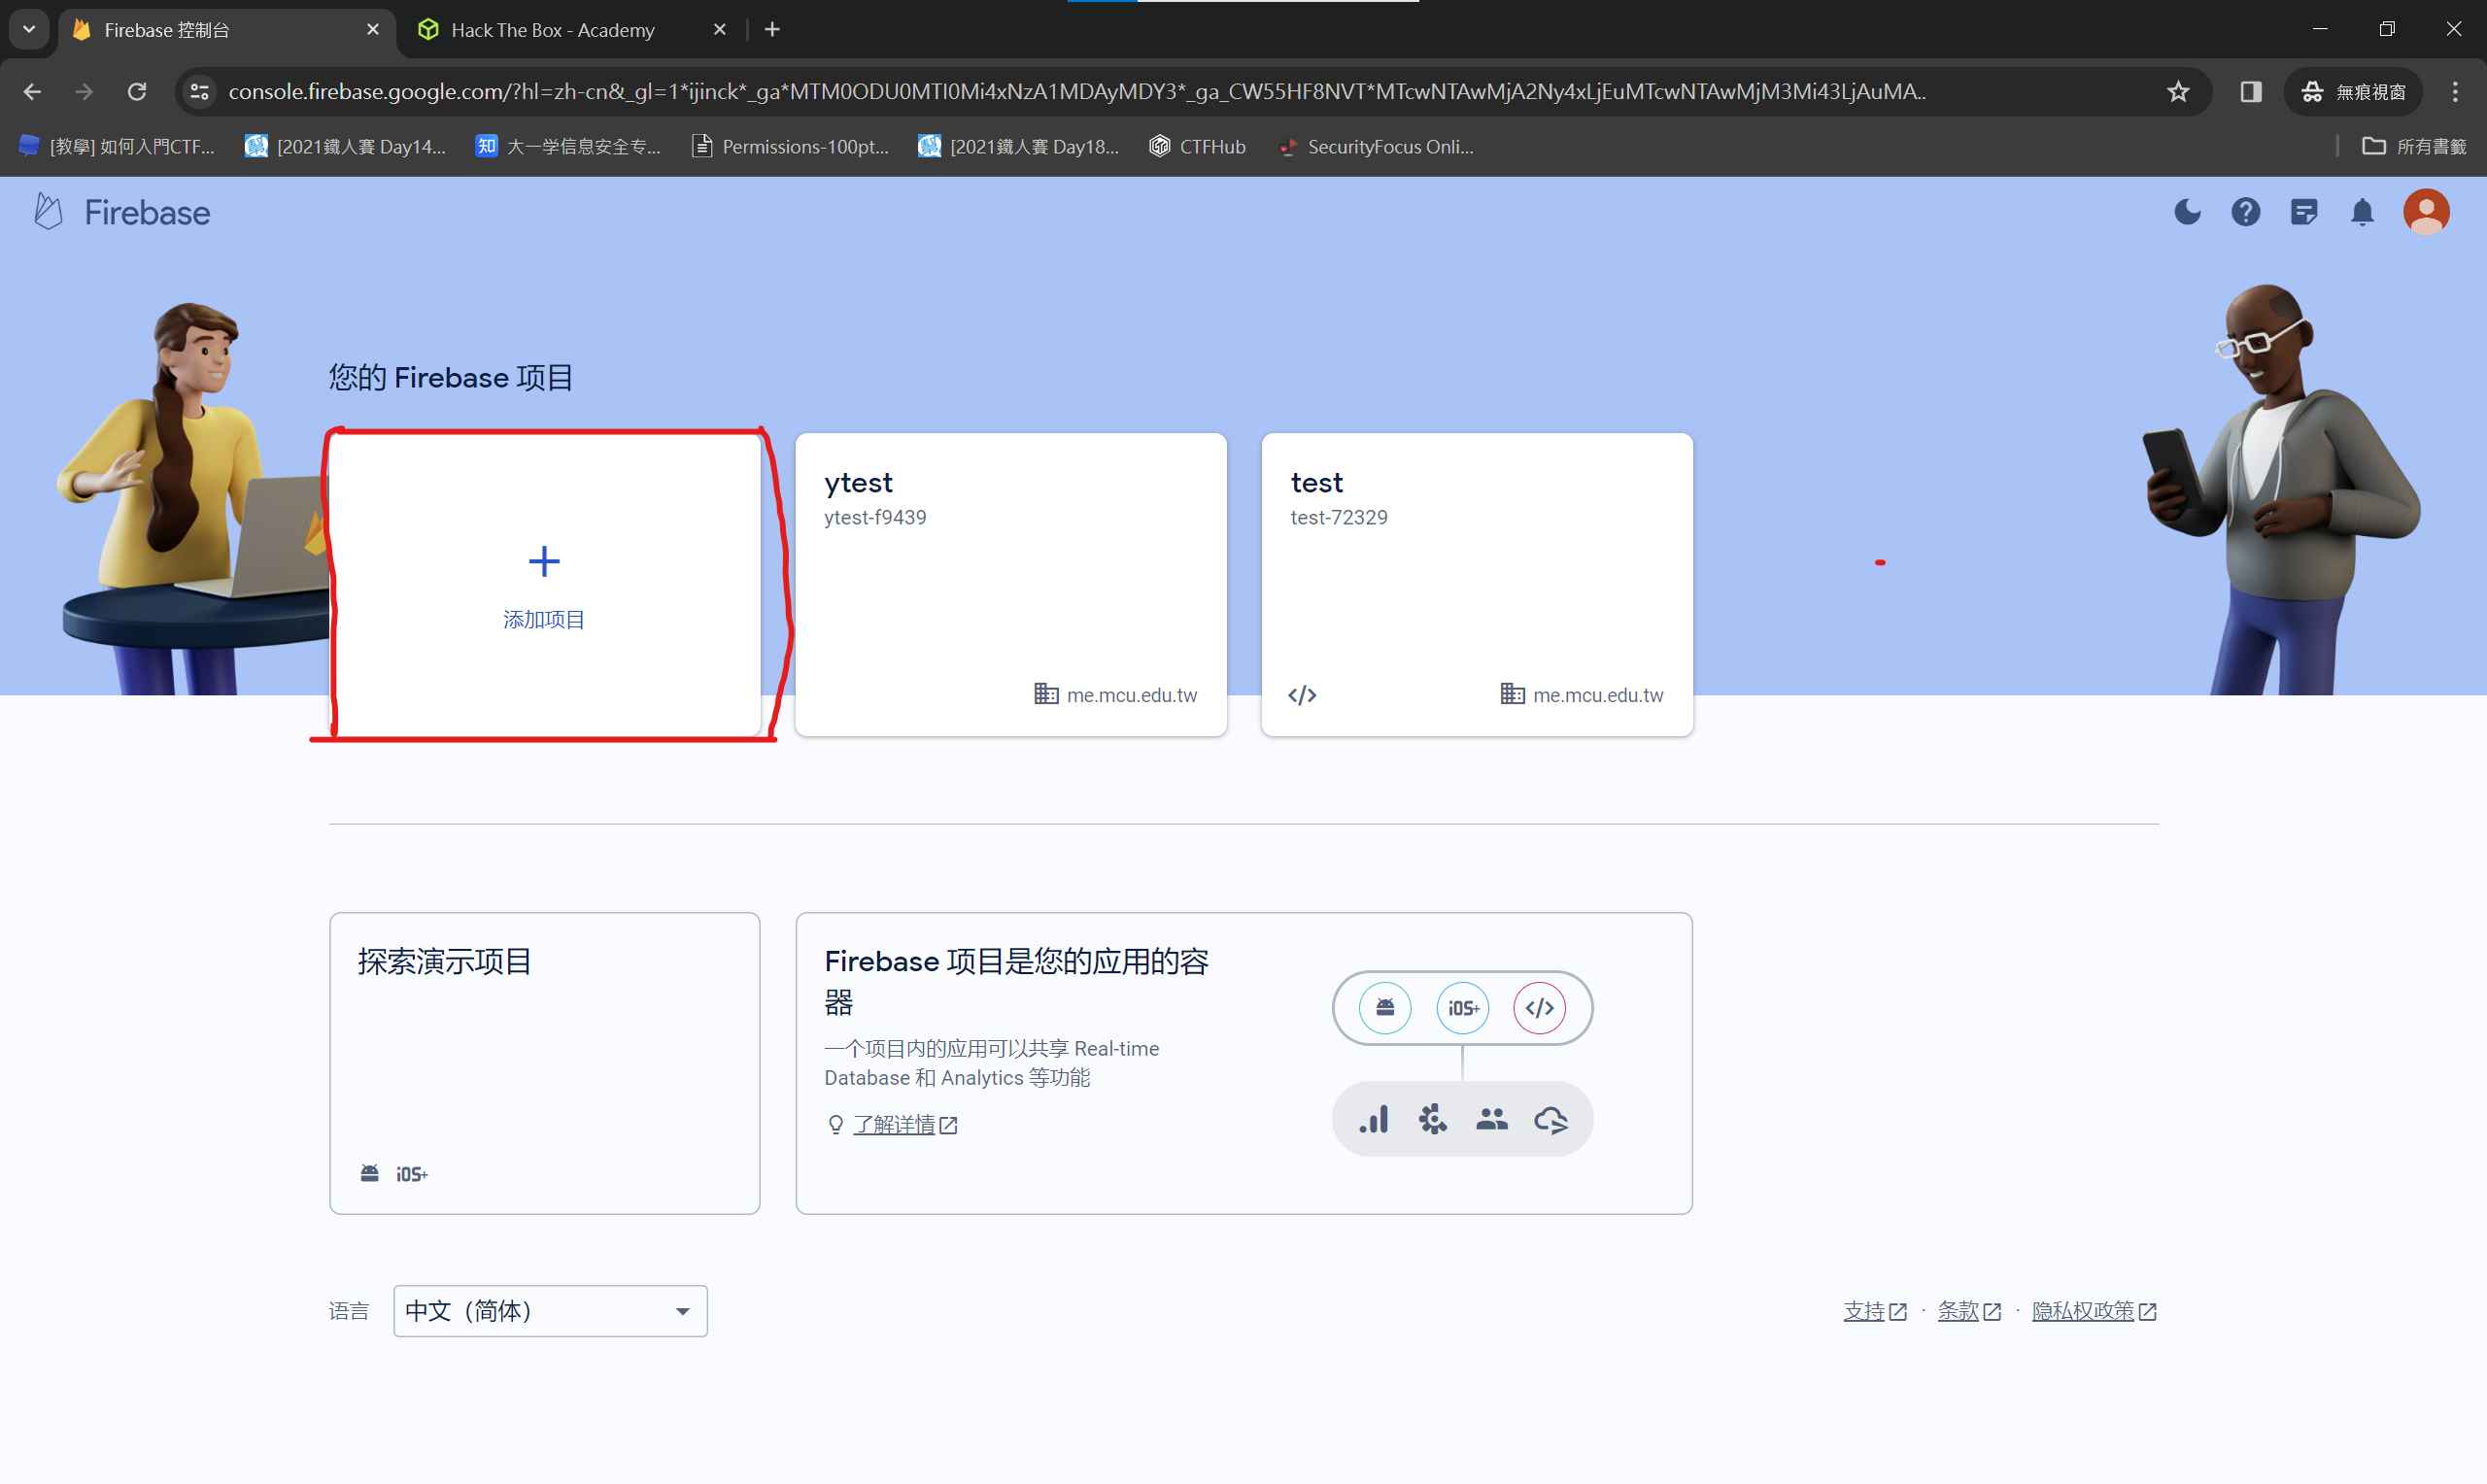 Firebase 控制台
Hack The Box - Academy
console.firebase.google.com/?hl=zh-cn&_gl=1*ijinck*_ga*MTM0ODU0MTI0Mi4xNzA1MDAyMDY3*_ga_CW55HF8NVT*MTcwNTAwMjA2Ny4xLjEuMTcwNTAwMjM3Mi43LjAuMA..
無痕視窗
[教學] 如何入門CTF...
[2021鐵人賽 Day14...
知 大一学信息安全专...
Permissions-100pt...
[2021鐵人賽 Day18...
CTFHub
SecurityFocus Onli...
所有書籤
Firebase
您的 Firebase 项目
添加项目
ytest
ytest-f9439
me.mcu.edu.tw
test
test-72329
me.mcu.edu.tw
探索演示项目
iOS+
Firebase 项目是您的应用的容
器
一个项目内的应用可以共享 Real-time
Database 和 Analytics 等功能
了解详情
iOS+
语言
中文（简体）
支持 · 条款 · 隐私权政策